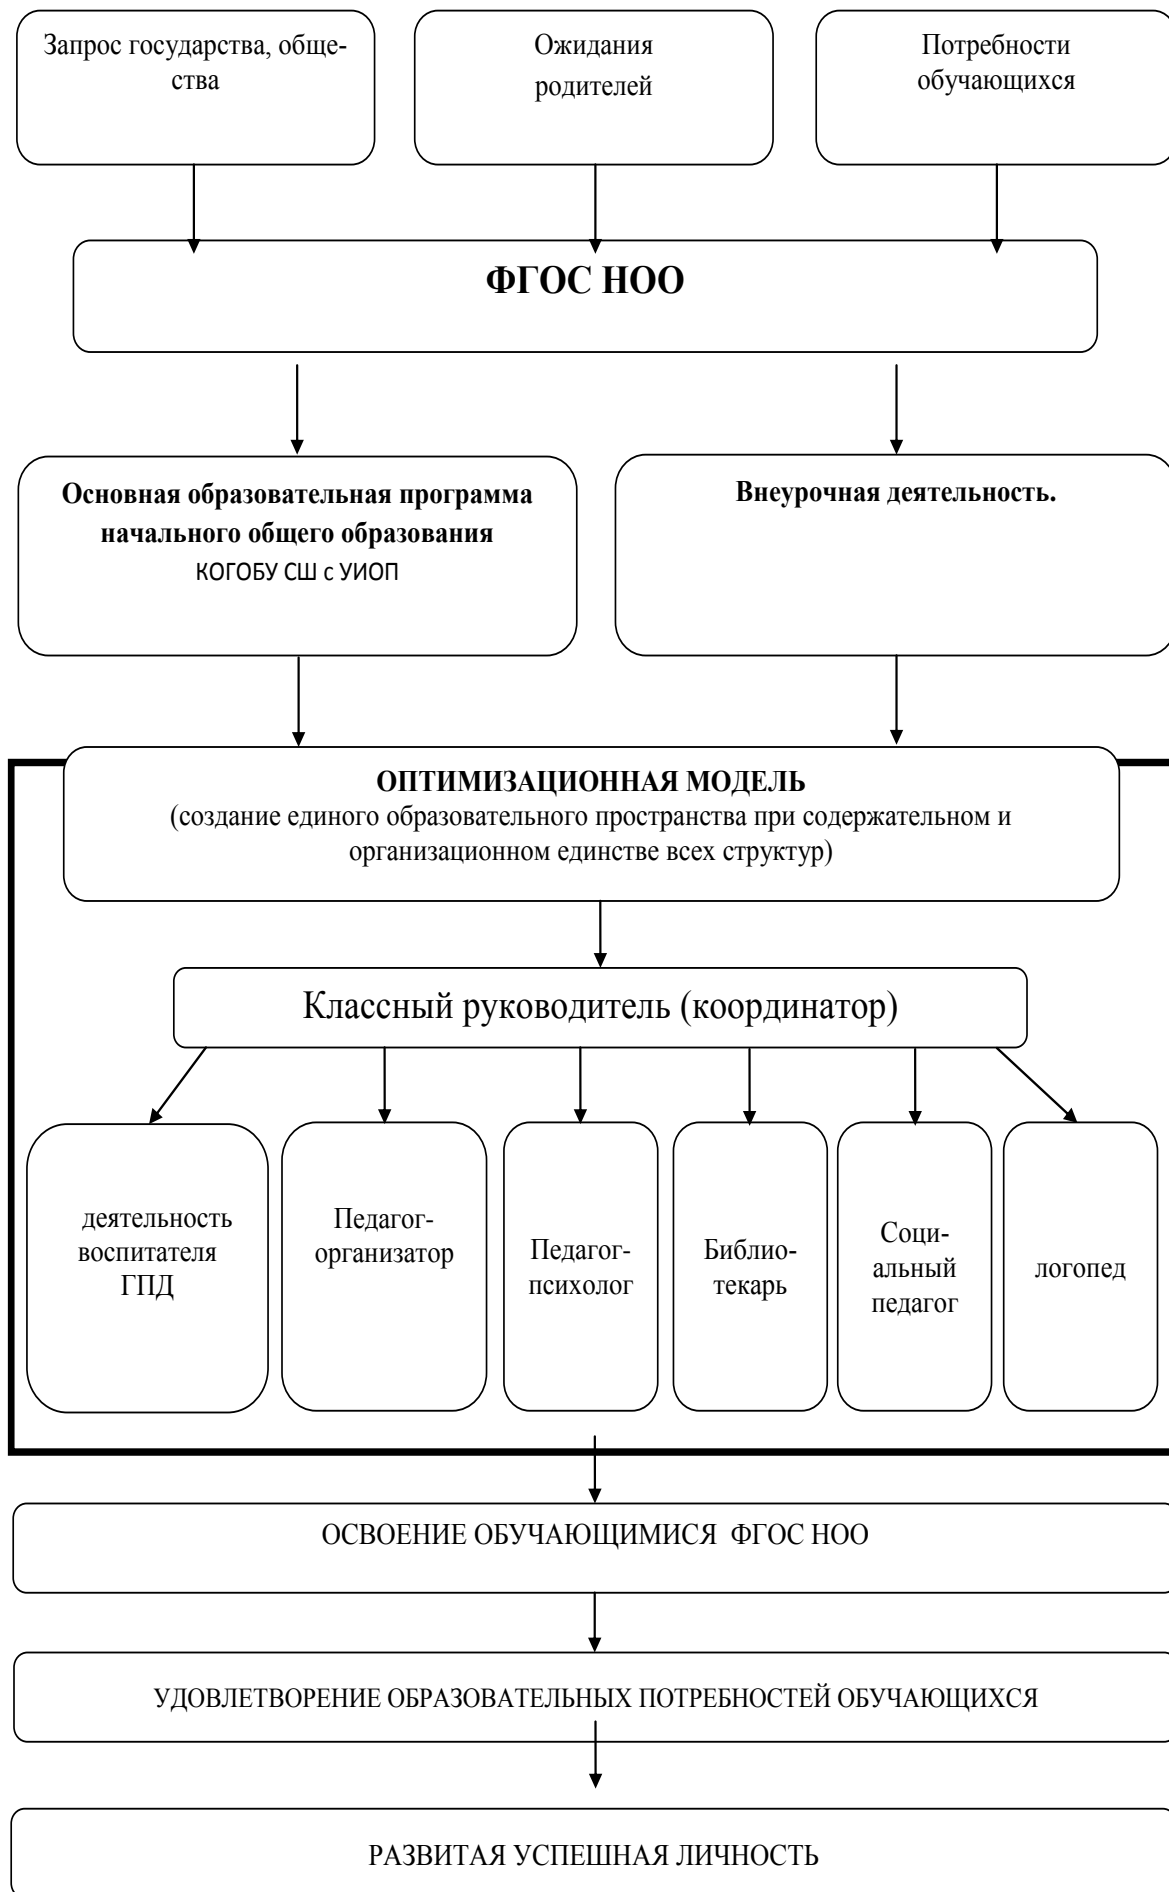 Запрос государства, обще-
ства
Ожидания
родителей
Потребности
обучающихся
ФГОС НОО
Основная образовательная программа
начального общего образования
КОГОБУ СШ с УИОП
Внеурочная деятельность.
ОПТИМИЗАЦИОННАЯ МОДЕЛЬ
(создание единого образовательного пространства при содержательном и
организационном единстве всех структур)
Классный руководитель (координатор)
деятельность
воспитателя
ГПД
Педагог-
организатор
Педагог-
психолог
Библио-
текарь
Соци-
альный
педагог
логопед
ОСВОЕНИЕ ОБУЧАЮЩИМИСЯ  ФГОС НОО
УДОВЛЕТВОРЕНИЕ ОБРАЗОВАТЕЛЬНЫХ ПОТРЕБНОСТЕЙ ОБУЧАЮЩИХСЯ
РАЗВИТАЯ УСПЕШНАЯ ЛИЧНОСТЬ